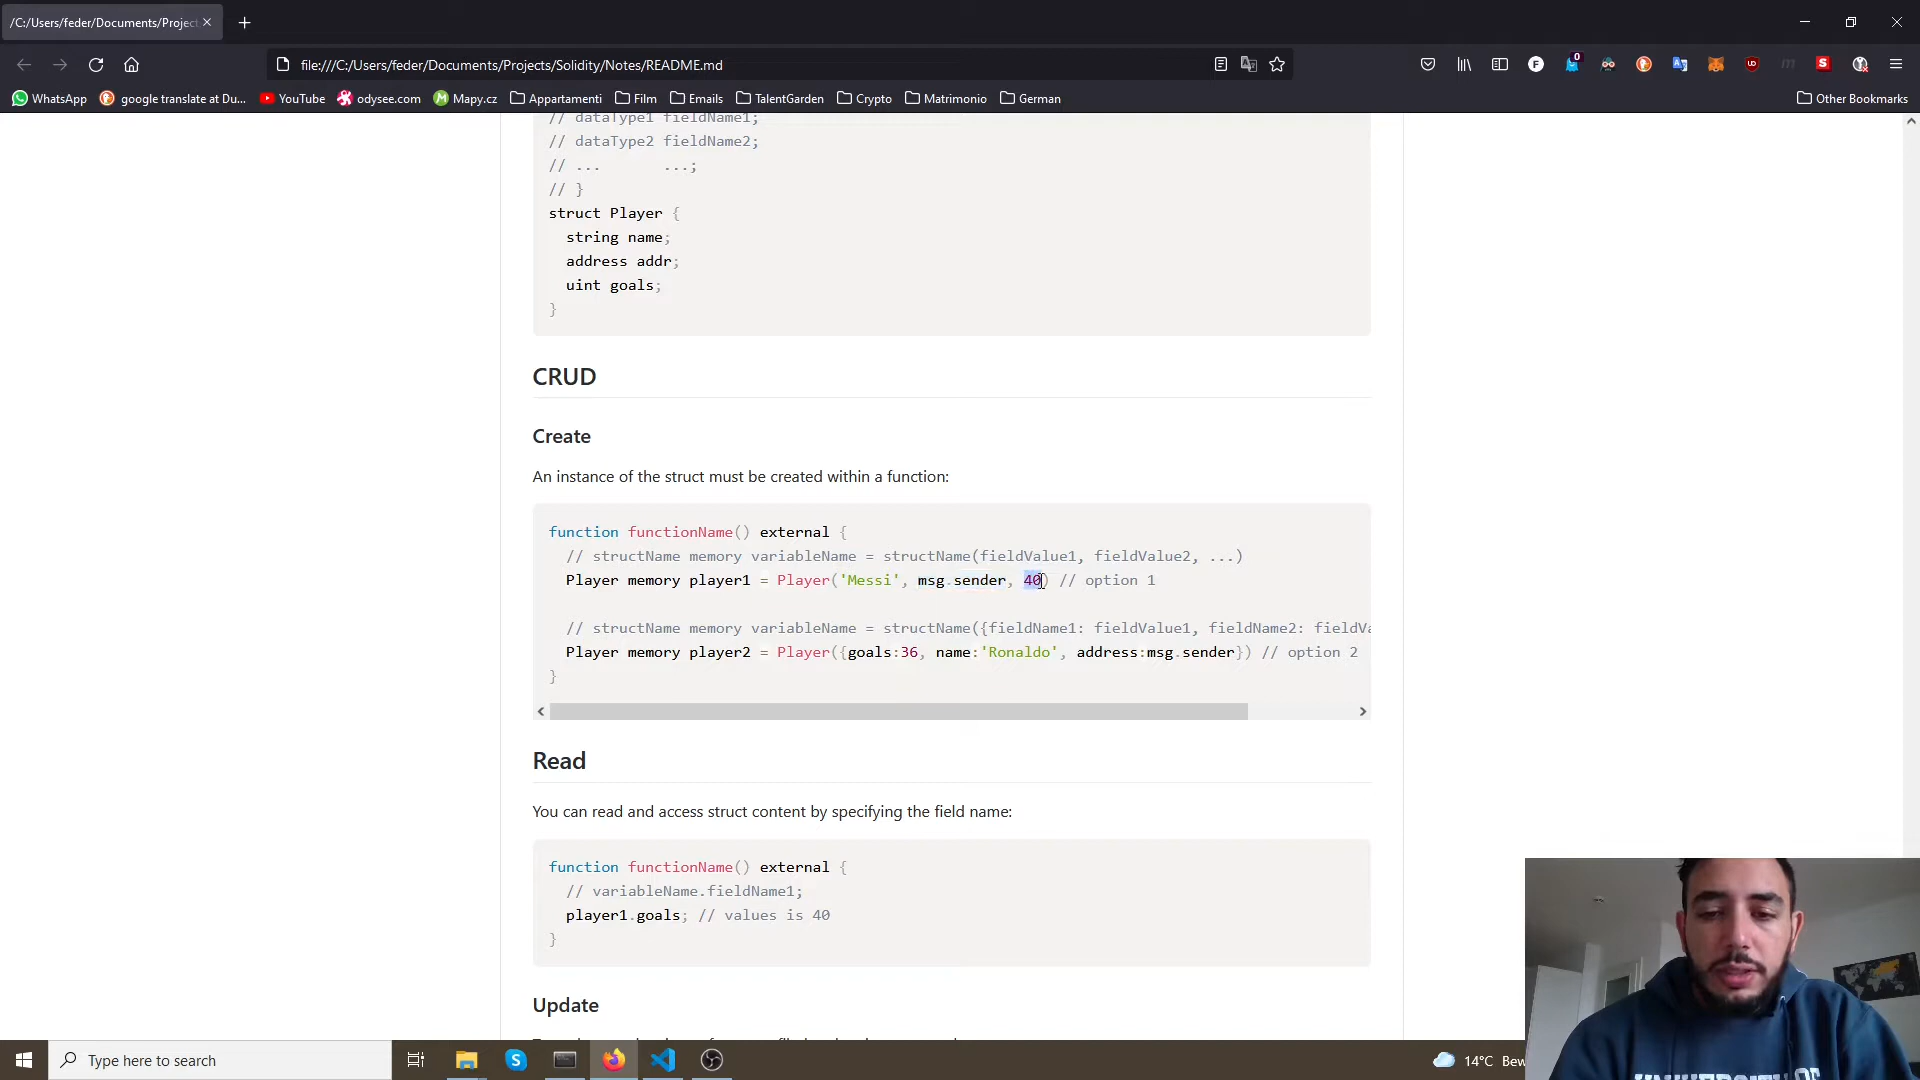 /C:/Users/feder/Documents/Project
file:///C:/Users/feder/Documents/Projects/Solidity/Notes/README.md
WhatsApp
google translate at Du...
YouTube
odysee.com
Mapy.cz
Appartamenti
Film
Emails
TalentGarden
Crypto
Matrimonio
German
Other Bookmarks
// dataType1 fieldName1;
// dataType2 fieldName2;
// ...       ...;
// }
struct Player {
string name;
address addr;
uint goals;
}
CRUD
Create
An instance of the struct must be created within a function:
function functionName() external {
// structName memory variableName = structName(fieldValue1, fieldValue2, ...)
Player memory player1 = Player('Messi', msg.sender, 40) // option 1
// structName memory variableName = structName({fieldName1: fieldValue1, fieldName2: fieldVa
Player memory player2 = Player({goals:36, name:'Ronaldo', address:msg.sender}) // option 2
}
Read
You can read and access struct content by specifying the field name:
function functionName() external {
// variableName.fieldName1;
player1.goals; // values is 40
}
Update
Type here to search
14°C Bew